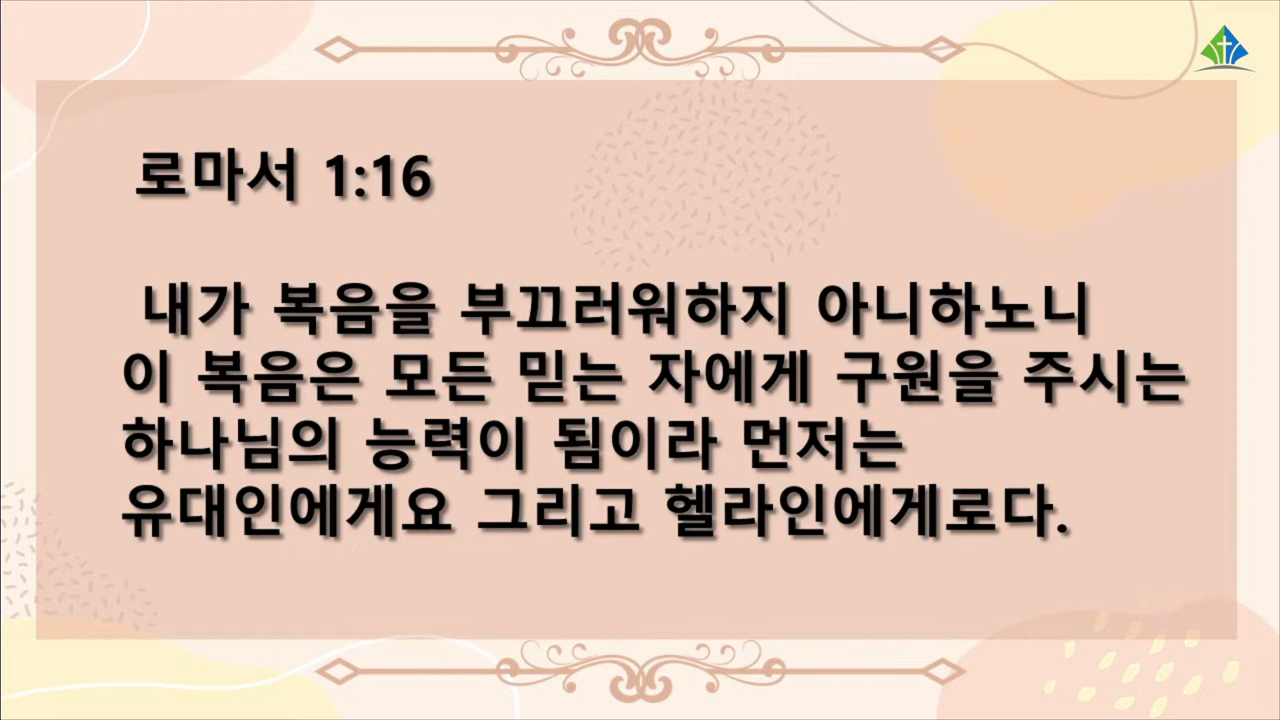 로마서 1:16
내가 복음을 부끄러워하지 아니하노니
이 복음은 모든 믿는 자에게 구원을 주시는
하나님의 능력이 됨이라 먼저는
유대인에게요 그리고 헬라인에게로다.